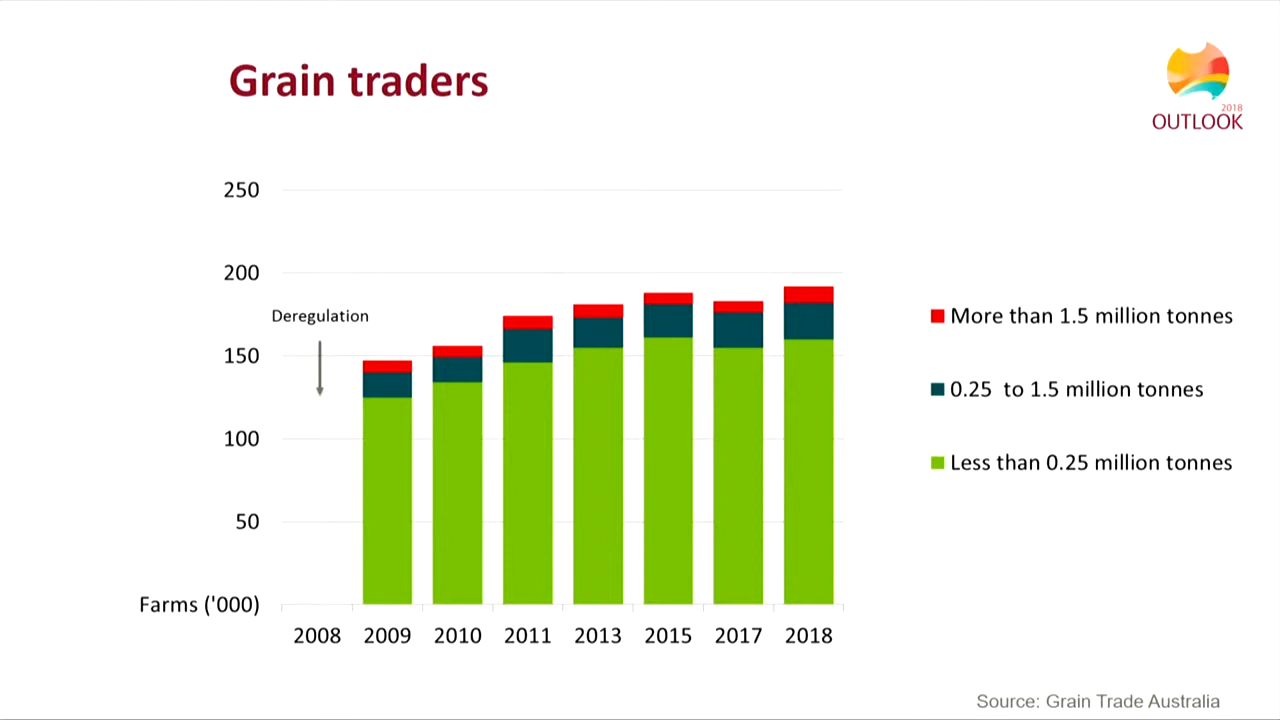 Grain traders
2018
OUTLOOK
250
200
150
100
50
Farms ('000)
Deregulation
2008 2009 2010 2011 2013 2015 2017 2018
More than 1.5 million tonnes
0.25 to 1.5 million tonnes
Less than 0.25 million tonnes
Source: Grain Trade Australia